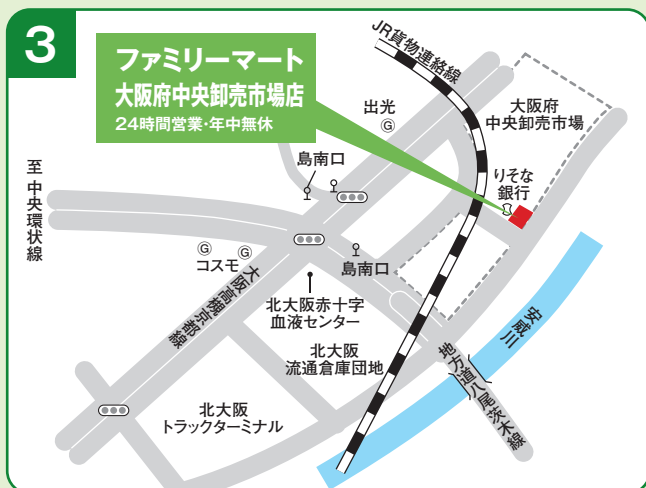 3
ファミリーマート
大阪府中央卸売市場店
24時間営業・年中無休
JR貨物連絡線
出光
G
大阪府
中央卸売市場
島南口
りそな
銀行
至 中央環状線
G
G
コスモ
島南口
大阪高槻京都線
北大阪赤十字
血液センター
安威川
北大阪
流通倉庫団地
地方道八尾茨木線
北大阪
トラックターミナル